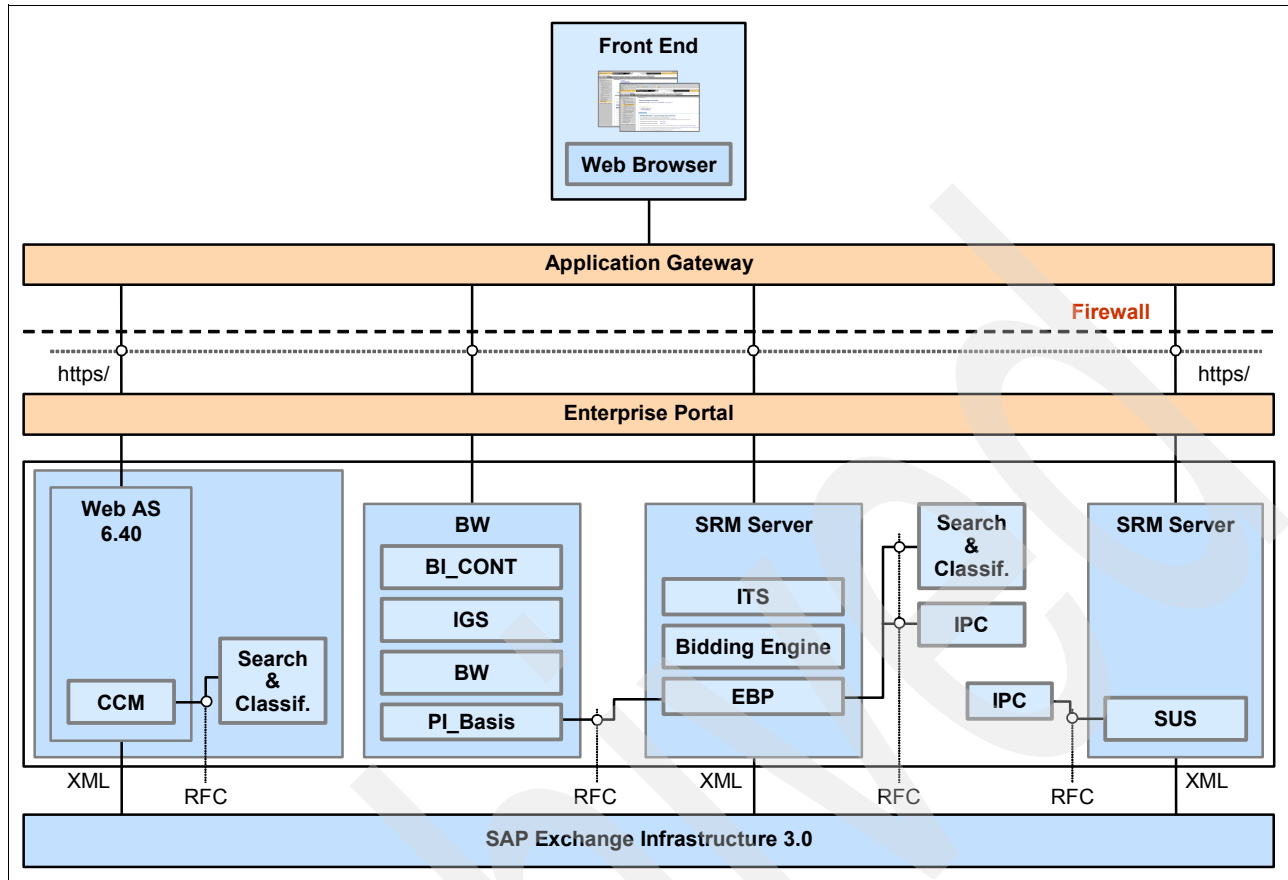 Front End
Web Browser
Application Gateway
Firewall
https/
https/
Enterprise Portal
Web AS
6.40
CCM
Search
&
Classif.
BW
BI_CONT
IGS
BW
PI_Basis
SRM Server
ITS
Bidding Engine
EBP
Search
&
Classif.
IPC
IPC
SRM Server
SUS
XML
RFC
RFC
XML
RFC
RFC
XML
SAP Exchange Infrastructure 3.0